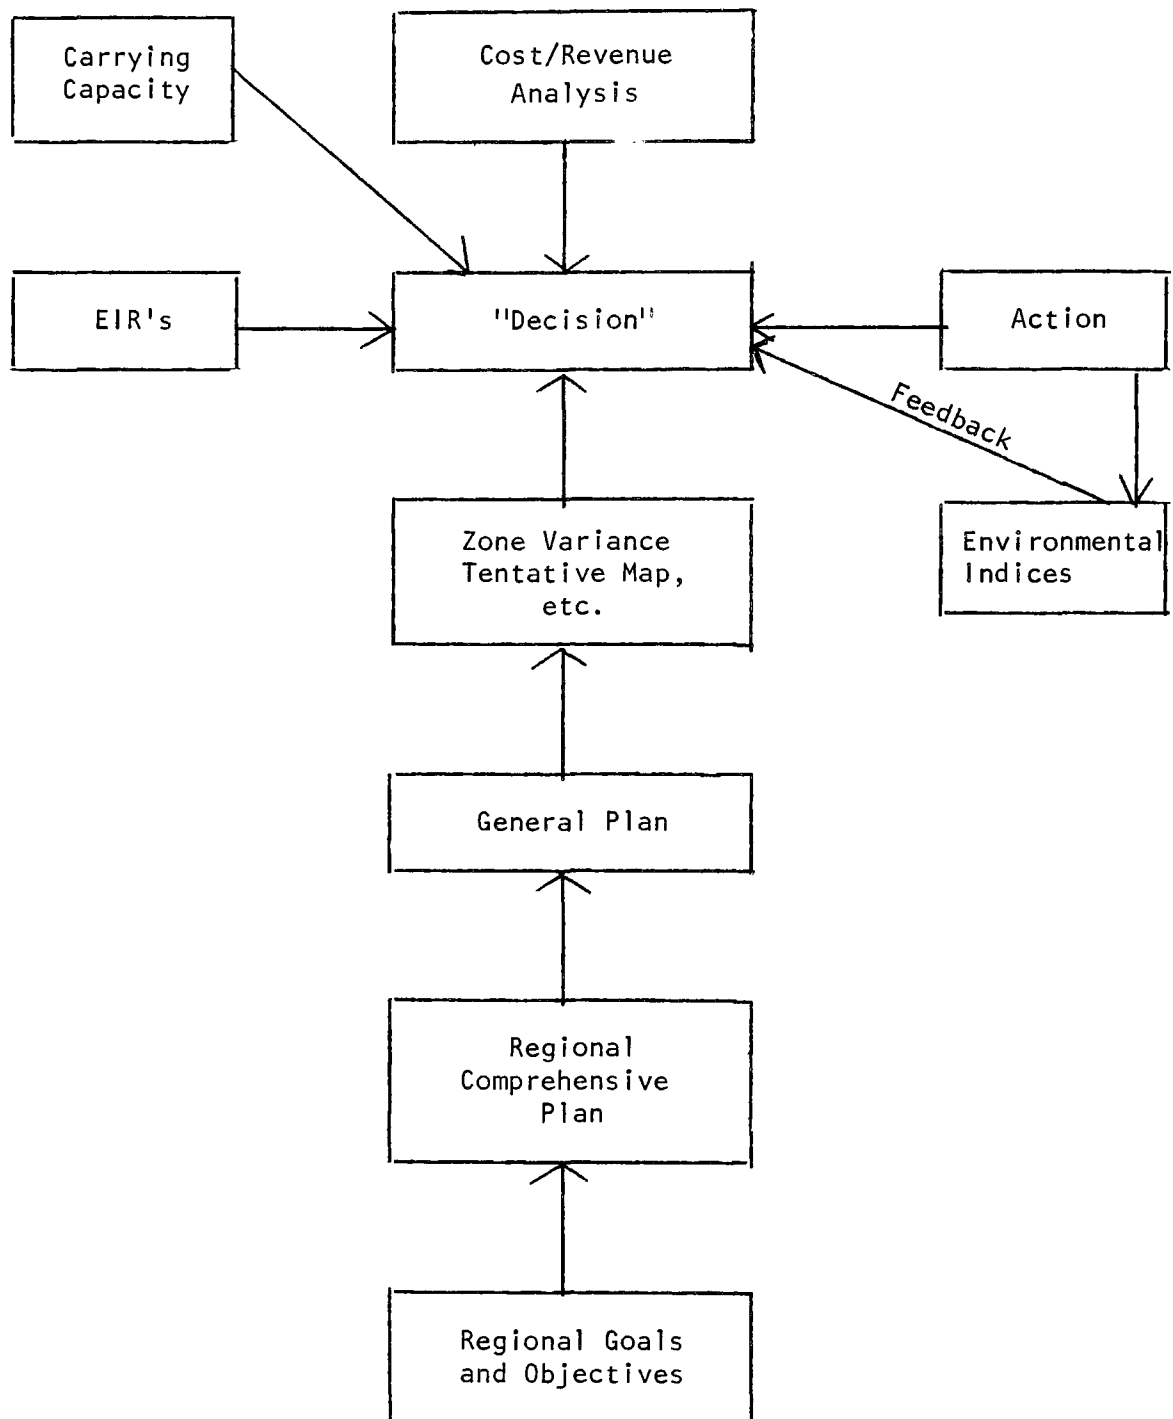 Carrying
Capacity
Cost/Revenue
Analysis
EIR's
"Decision"
Action
Feedback
Environmental
Indices
Zone Variance
Tentative Map,
etc.
General Plan
Regional
Comprehensive
Plan
Regional Goals
and Objectives